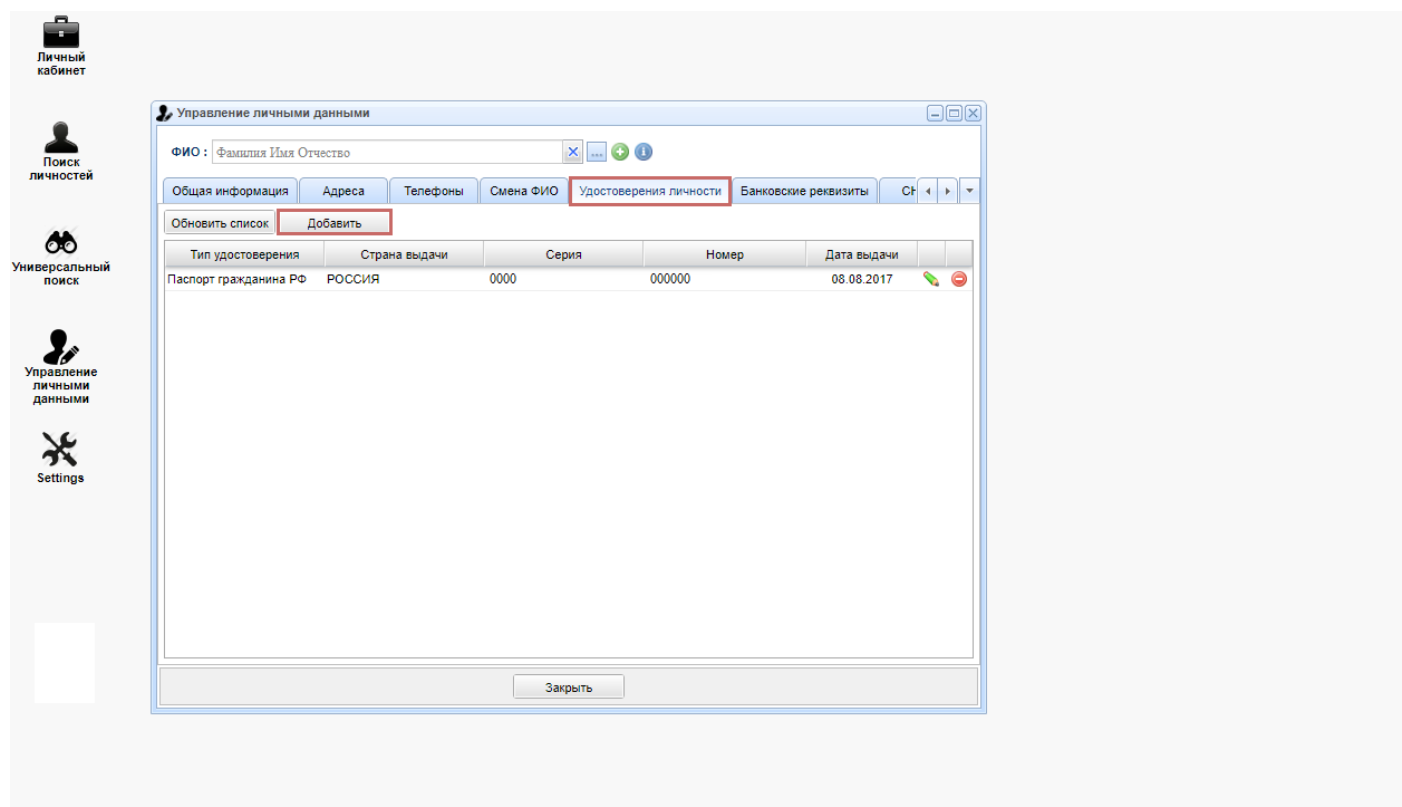 Личный
кабинет
Поиск
личностей
Универсальный
поиск
Управление
личными
данными
Settings
Управление личными данными
ФИО : Фамилия Имя Отчество ...
Общая информация Адреса Телефоны Смена ФИО Удостоверения личности Банковские реквизиты
Обновить список Добавить
Тип удостоверения Страна выдачи Серия Номер Дата выдачи
Паспорт гражданина РФ РОССИЯ 0000 000000 08.08.2017
Закрыть